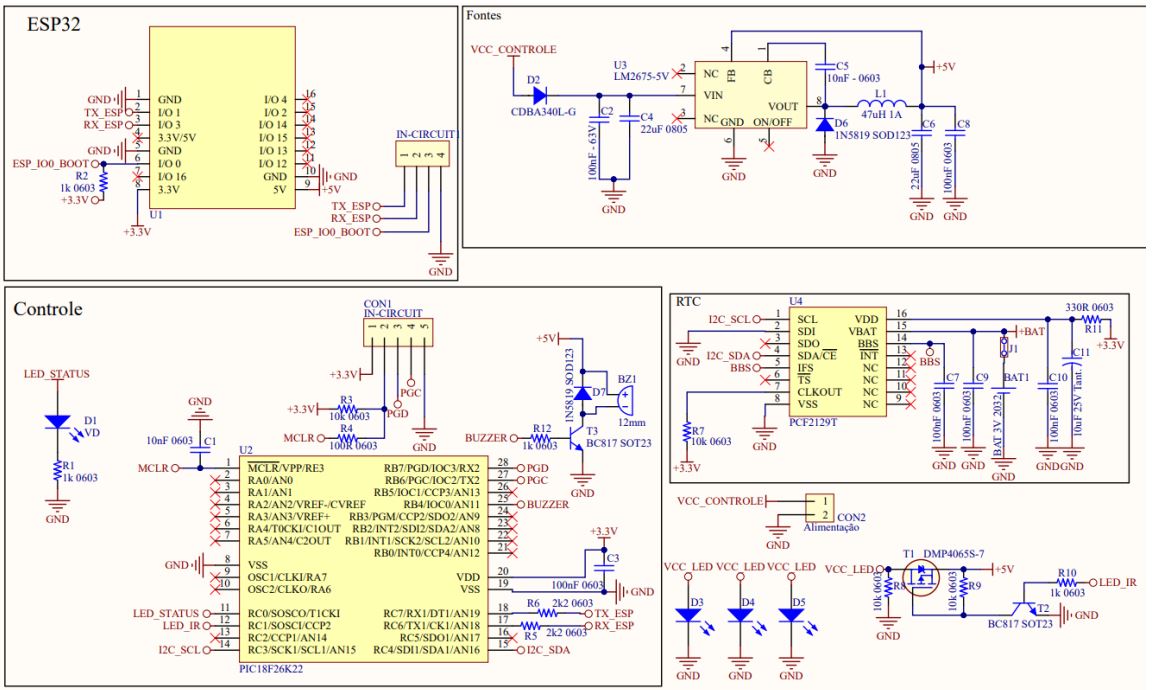 ESP32
GND 1 GND I/O 4 16
TX_ESP 2 I/O 1 I/O 2 15
RX_ESP 3 I/O 3 I/O 14 14
4 3.3V/5V I/O 15 13
GND 5 GND I/O 13 12
ESP_IO0_BOOT 6 I/O 0 I/O 12 11
7 I/O 16 GND 10 GND
8 3.3V 5V 9 +5V
R2
1k 0603
+3.3V
U1
+3.3V
IN-CIRCUIT1
1 2 3 4
TX_ESP
RX_ESP
ESP_IO0_BOOT
GND
Fontes
VCC_CONTROLE
D2
CDBA340L-G
C2
100nF - 63V
C4
22uF 0805
GND
U3
LM2675-5V
2 NC
7 VIN
3 NC
4 FB
1 CB
VOUT 8
GND ON/OFF
6 5
GND
C5
10nF - 0603
D6
1N5819 SOD123
GND
L1
47uH 1A
+5V
C6
22uF 0805
GND
C8
100nF 0603
GND
Controle
LED_STATUS
D1
VD
R1
1k 0603
GND
CON1
IN-CIRCUIT
1 2 3 4 5
+3.3V
PGC
PGD
GND
+3.3V
R3
10k 0603
MCLR
R4
100R 0603
GND
10nF 0603
C1
MCLR
+5V
1N5819 SOD123
D7
BZ1
12mm
BUZZER
R12
1k 0603
T3
BC817 SOT23
GND
U2
1 MCLR/VPP/RE3 RB7/PGD/IOC3/RX2 28 PGD
2 RA0/AN0 RB6/PGC/IOC2/TX2 27 PGC
3 RA1/AN1 RB5/IOC1/CCP3/AN13 26
4 RA2/AN2/VREF-/CVREF RB4/IOC0/AN11 25 BUZZER
5 RA3/AN3/VREF+ RB3/PGM/CCP2/SDO2/AN9 24
6 RA4/T0CKI/C1OUT RB2/INT2/SDI2/SDA2/AN8 23
7 RA5/AN4/C2OUT RB1/INT1/SCK2/SCL2/AN10 22
RB0/INT0/CCP4/AN12 21
GND 8 VSS
9 OSC1/CLKI/RA7 VDD 20
10 OSC2/CLKO/RA6 VSS 19
+3.3V
C3
100nF 0603
GND
LED_STATUS 11 RC0/SOSCO/T1CKI RC7/RX1/DT1/AN19 18 R6 2k2 0603 TX_ESP
LED_IR 12 RC1/SOSCI/CCP2 RC6/TX1/CK1/AN18 17 R5 2k2 0603 RX_ESP
13 RC2/CCP1/AN14 RC5/SDO1/AN17 16
I2C_SCL 14 RC3/SCK1/SCL1/AN15 RC4/SDI1/SDA1/AN16 15 I2C_SDA
PIC18F26K22
RTC
U4
I2C_SCL 1 SCL VDD 16
GND 2 SDI VBAT 15
3 SDO BBS 14
I2C_SDA 4 SDA/CE INT 13
BBS 5 IFS NC 12
6 TS NC 11
7 CLKOUT NC 10
8 VSS NC 9
PCF2129T
R7
10k 0603
+3.3V
GND
BBS
C7
100nF 0603
GND
C9
100nF 0603
GND
+BAT
J1
BAT1
BAT 3V 2032
GND
C10
100nF 0603
GND
C11
10uF 25V Tant.
GND
330R 0603
R11
+3.3V
VCC_CONTROLE 1
2
GND
CON2
Alimentação
VCC_LED VCC_LED VCC_LED
D3 D4 D5
GND GND GND
VCC_LED
T1 DMP4065S-7
+5V
10k 0603
R8
GND
10k 0603
R9
R10
1k 0603
LED_IR
T2
BC817 SOT23
GND